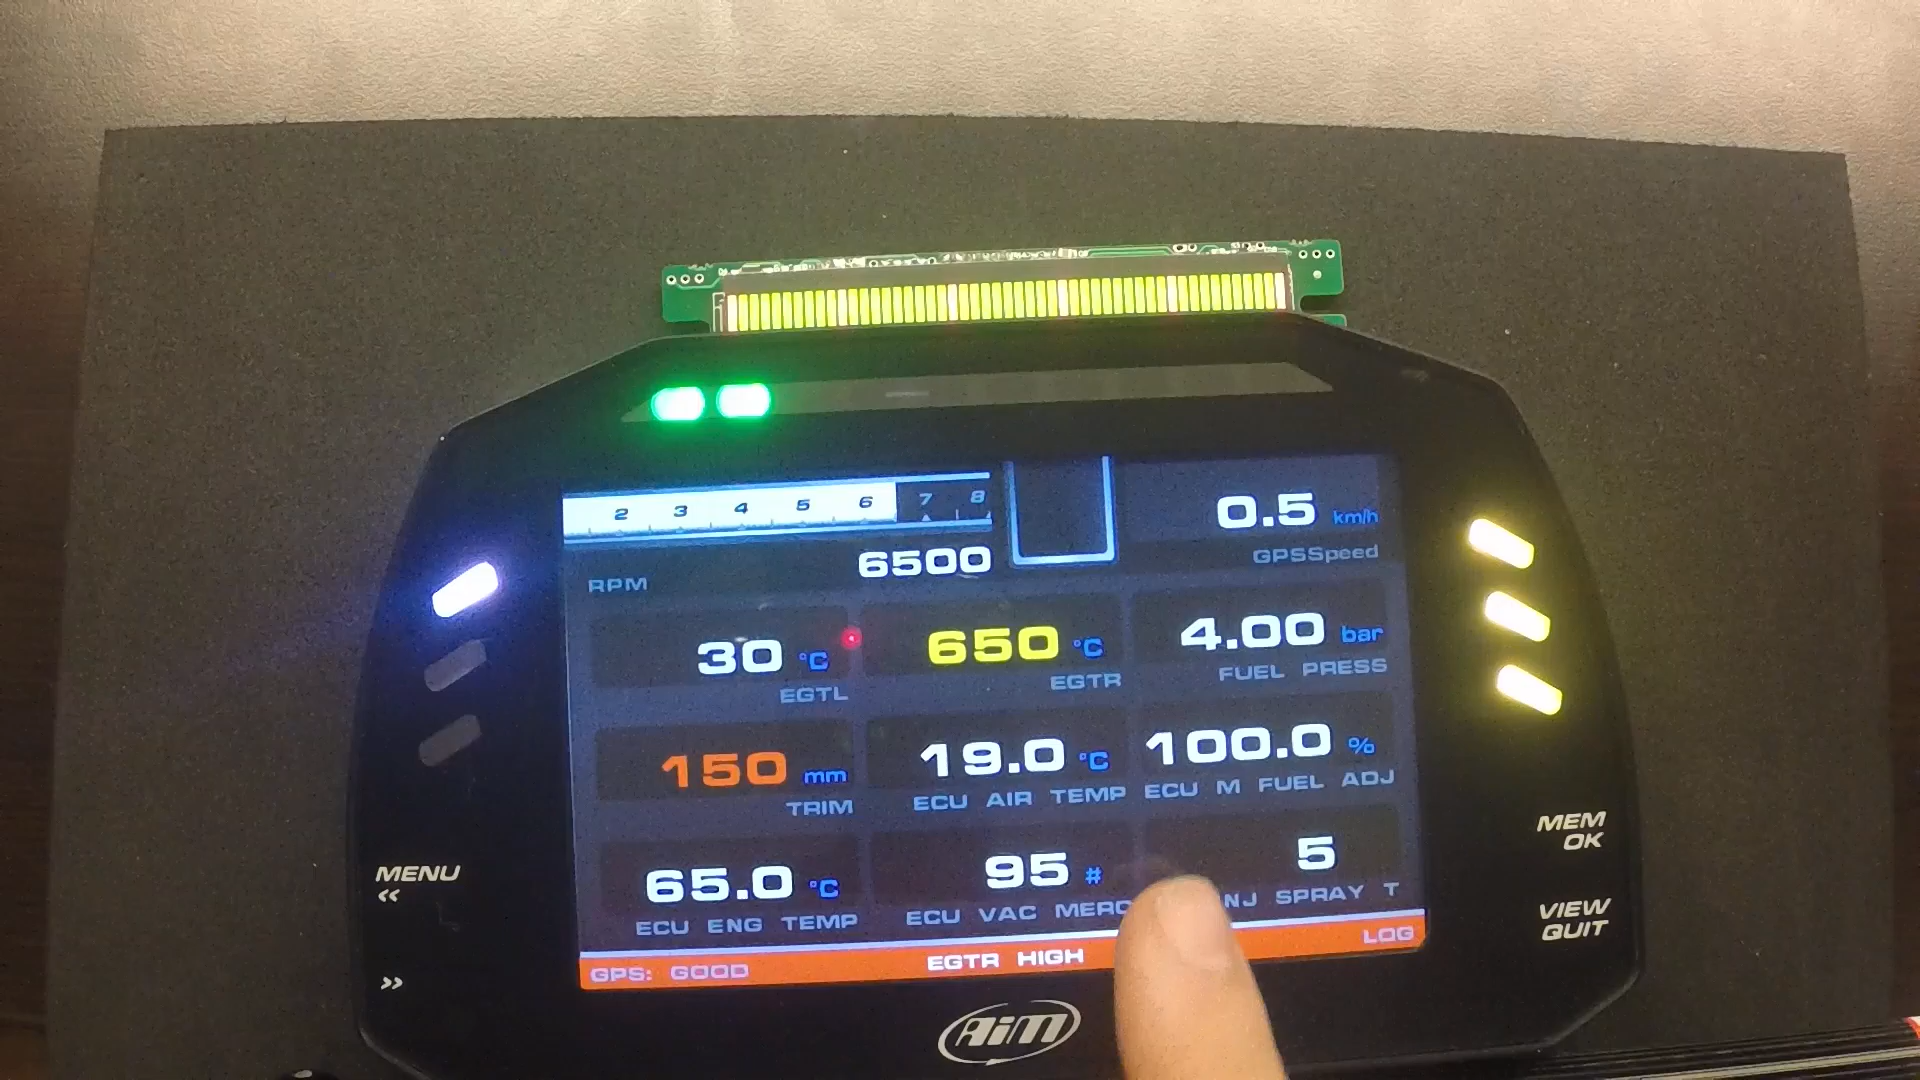 2 3 4 5 6 7 8
6500
RPM
0.5 km/h
GPSSpeed
30 °C
EGTL
650 °C
EGTR
4.00 bar
FUEL PRESS
150 mm
TRIM
19.0 °C
ECU AIR TEMP
100.0 %
ECU M FUEL ADJ
65.0 °C
ECU ENG TEMP
95 #
ECU VAC MERC
5
NJ SPRAY T
GPS: GOOD
EGTR HIGH
LOG
MENU
<<
>>
MEM
OK
VIEW
QUIT
AiM